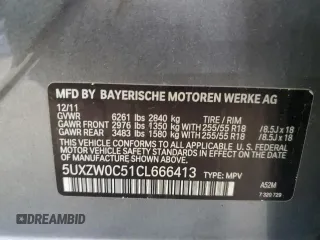 MFD BY BAYERISCHE MOTOREN WERKE AG
12/11
GVWR 6261 lbs 2840 kg TIRE / RIM
GAWR FRONT 2976 lbs 1350 kg 255/55 R18 / 8.5J x 18
GAWR REAR 3483 lbs 1580 kg 255/55 R18 / 8.5J x 18
THIS VEHICLE CONFORMS TO ALL APPLICABLE
U.S. FEDERAL MOTOR VEHICLE SAFETY
STANDARDS IN EFFECT ON THE DATE OF
MANUFACTURE SHOWN ABOVE
5UXZW0C51CL666413 TYPE: MPV
A52M
7 320 729
DREAMBID